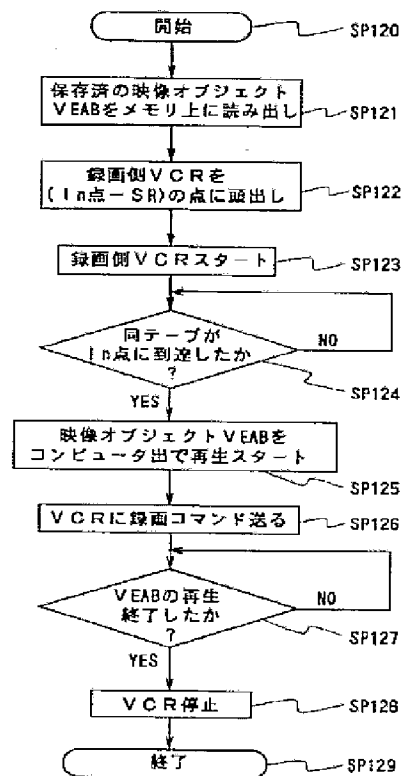 開始
SP120
保存済の映像オブジェクト
VEABをメモリ上に読み出し
SP121
録画側VCRを
(In点-SR)の点に頭出し
SP122
録画側VCRスタート
SP123
同テープが
In点に到達したか
?
NO
SP124
YES
映像オブジェクトVEABを
コンピュータ出で再生スタート
SP125
VCRに録画コマンド送る
SP126
VEABの再生
終了したか
?
NO
SP127
YES
VCR停止
SP128
終了
SP129